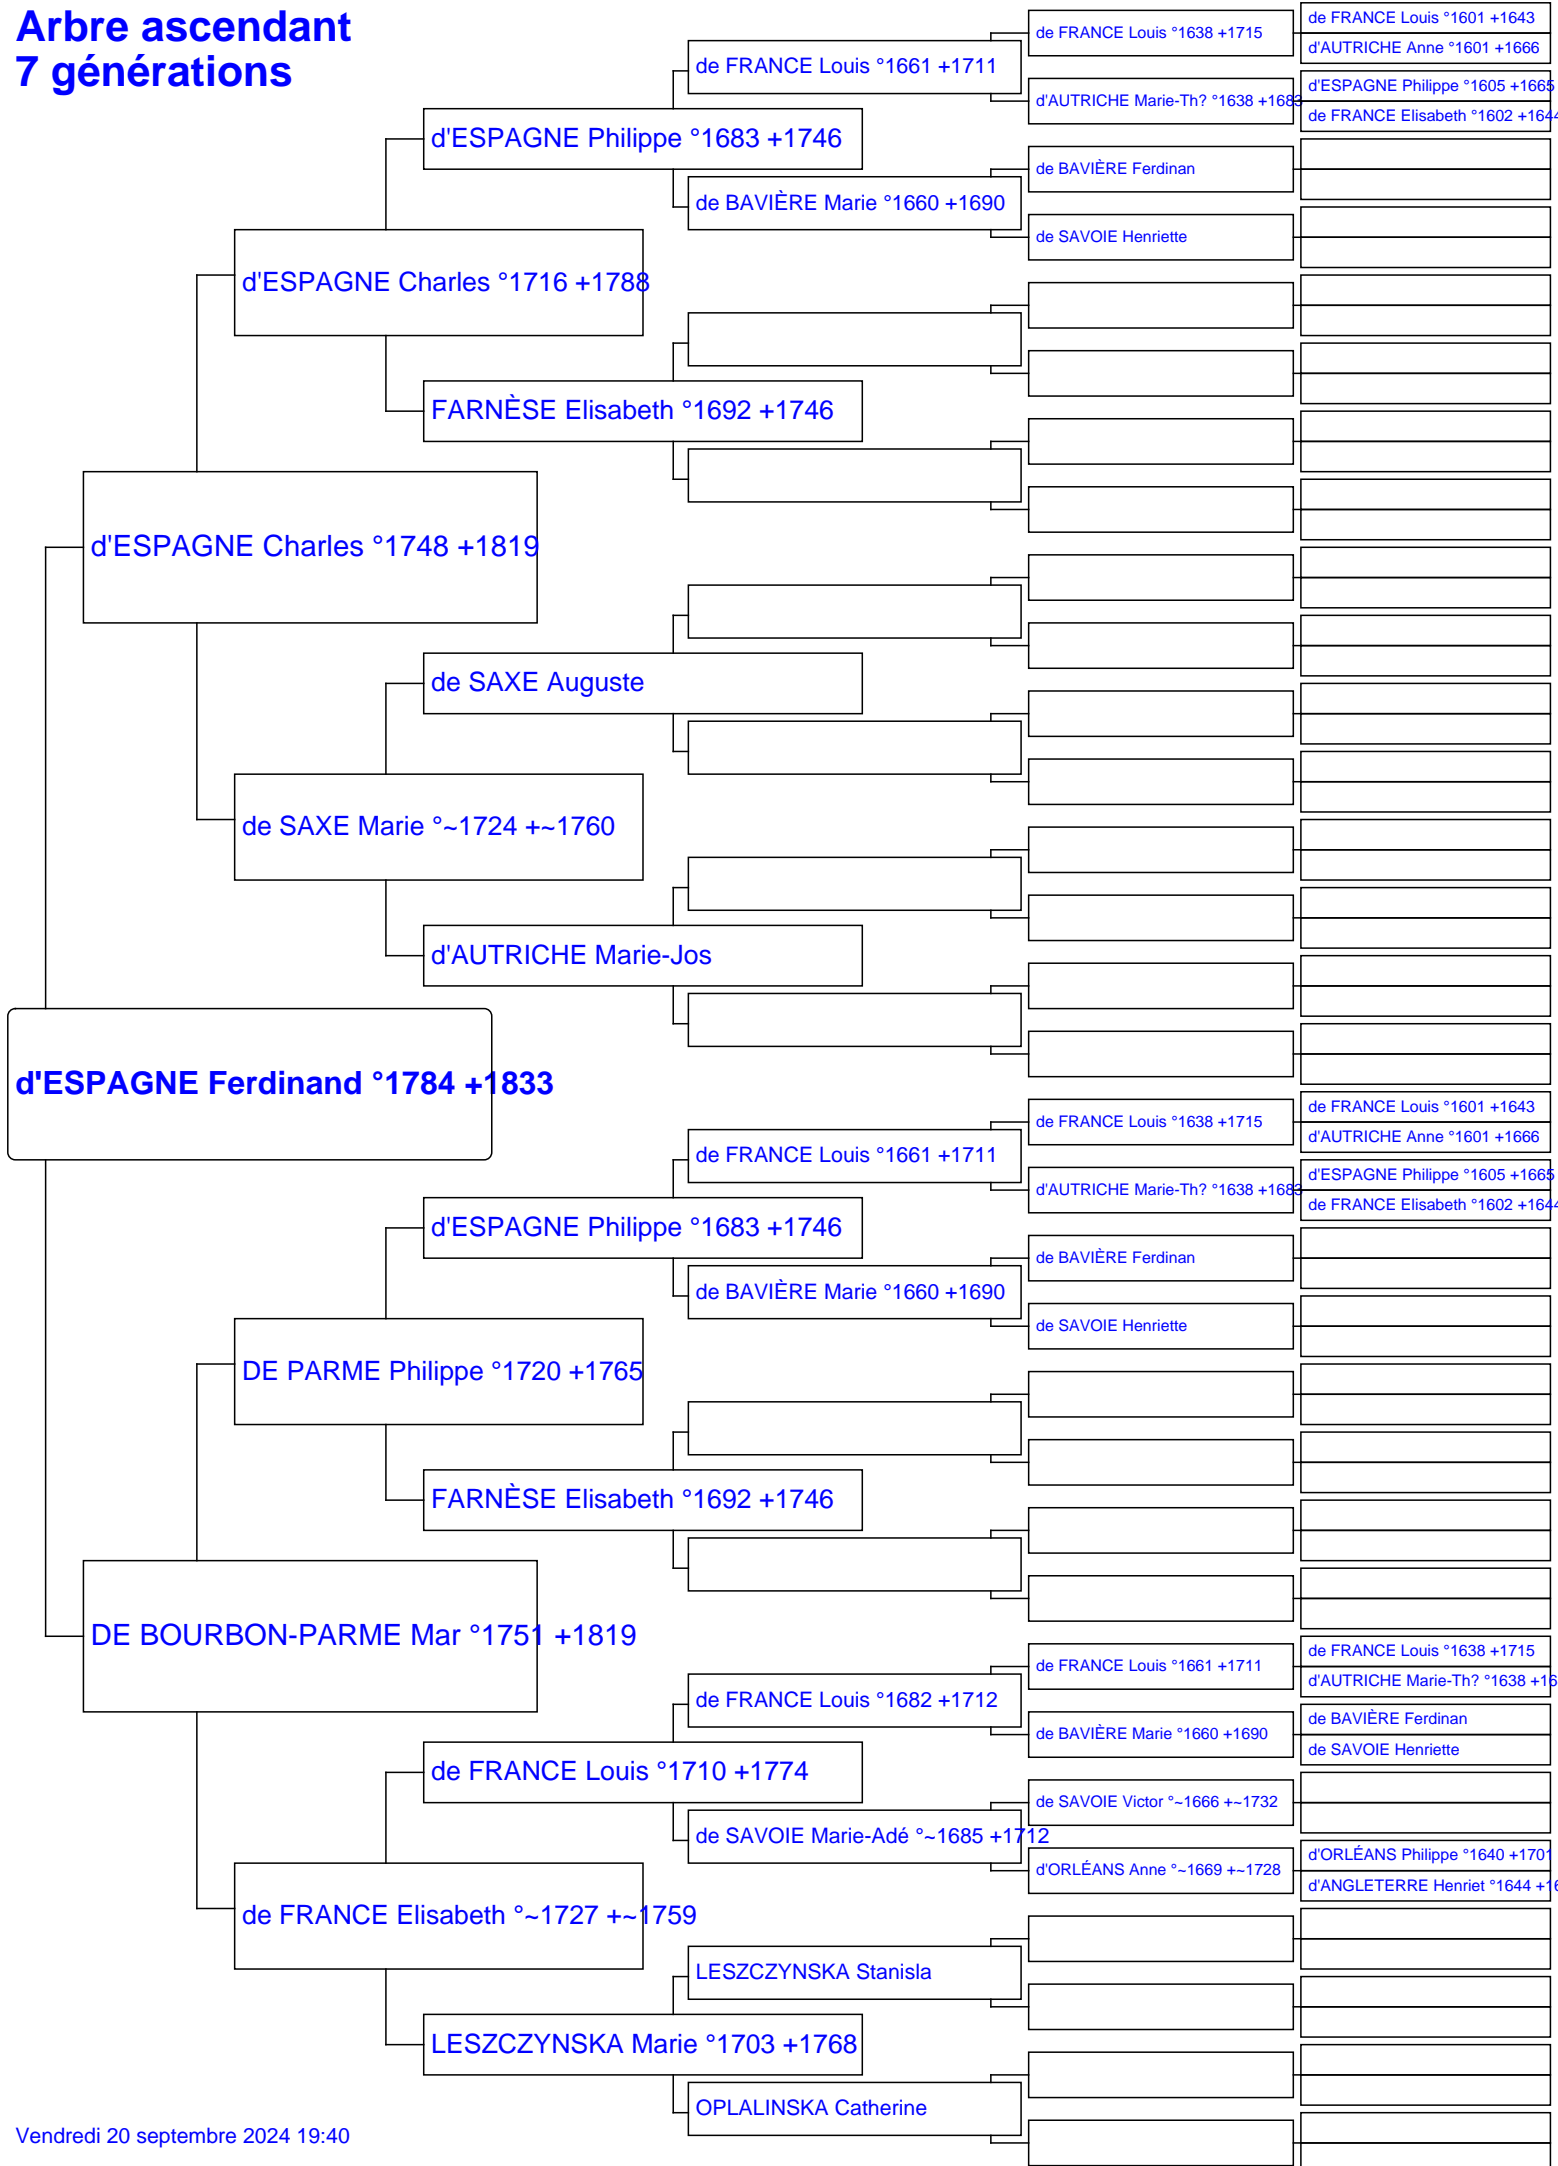 Arbre ascendant
7 générations
de FRANCE Louis °1601 +1643
de FRANCE Louis °1638 +1715
d'AUTRICHE Anne °1601 +1666
de FRANCE Louis °1661 +1711
d'ESPAGNE Philippe °1605 +1665
d'AUTRICHE Marie-Th? °1638 +1683
de FRANCE Elisabeth °1602 +1644
d'ESPAGNE Philippe °1683 +1746
de BAVIÈRE Ferdinan
de BAVIÈRE Marie °1660 +1690
de SAVOIE Henriette
d'ESPAGNE Charles °1716 +1788
FARNÈSE Elisabeth °1692 +1746
d'ESPAGNE Charles °1748 +1819
de SAXE Auguste
de SAXE Marie °~1724 +~1760
d'AUTRICHE Marie-Jos
d'ESPAGNE Ferdinand °1784 +1833
de FRANCE Louis °1601 +1643
de FRANCE Louis °1638 +1715
d'AUTRICHE Anne °1601 +1666
de FRANCE Louis °1661 +1711
d'ESPAGNE Philippe °1605 +1665
d'AUTRICHE Marie-Th? °1638 +1683
de FRANCE Elisabeth °1602 +1644
d'ESPAGNE Philippe °1683 +1746
de BAVIÈRE Ferdinan
de BAVIÈRE Marie °1660 +1690
de SAVOIE Henriette
DE PARME Philippe °1720 +1765
FARNÈSE Elisabeth °1692 +1746
DE BOURBON-PARME Mar °1751 +1819
de FRANCE Louis °1638 +1715
de FRANCE Louis °1661 +1711
d'AUTRICHE Marie-Th? °1638 +16
de FRANCE Louis °1682 +1712
de BAVIÈRE Ferdinan
de BAVIÈRE Marie °1660 +1690
de SAVOIE Henriette
de FRANCE Louis °1710 +1774
de SAVOIE Victor °~1666 +~1732
de SAVOIE Marie-Adé °~1685 +1712
d'ORLÉANS Philippe °1640 +1701
d'ORLÉANS Anne °~1669 +~1728
d'ANGLETERRE Henriet °1644 +16
de FRANCE Elisabeth °~1727 +~1759
LESZCZYNSKA Stanisla
LESZCZYNSKA Marie °1703 +1768
OPLALINSKA Catherine
Vendredi 20 septembre 2024 19:40